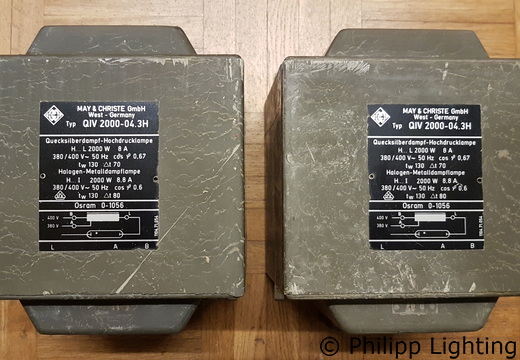 MAY & CHRISTE GmbH
West - Germany
Typ QIV 2000-04.3H
Quecksilberdampf-Hochdrucklampe
H.. L 2000 W 8 A
380/400 V~ 50 Hz cos φ 0,67
tw 130 Δt 70
Halogen-Metalldampflampe
H.. I 2000 W 8.8 A
380/400 V~ 50 Hz cos φ 0.6
tw 130 Δt 80
Osram 0-1056
400 V
380 V
L A B
MAY & CHRISTE GmbH
West - Germany
Typ QIV 2000-04.3H
Quecksilberdampf-Hochdrucklampe
H.. L 2000 W 8 A
380/400 V~ 50 Hz cos φ 0,67
tw 130 Δt 70
Halogen-Metalldampflampe
H.. I 2000 W 8.8 A
380/400 V~ 50 Hz cos φ 0.6
tw 130 Δt 80
Osram 0-1056
400 V
380 V
L A B
© Philipp Lighting